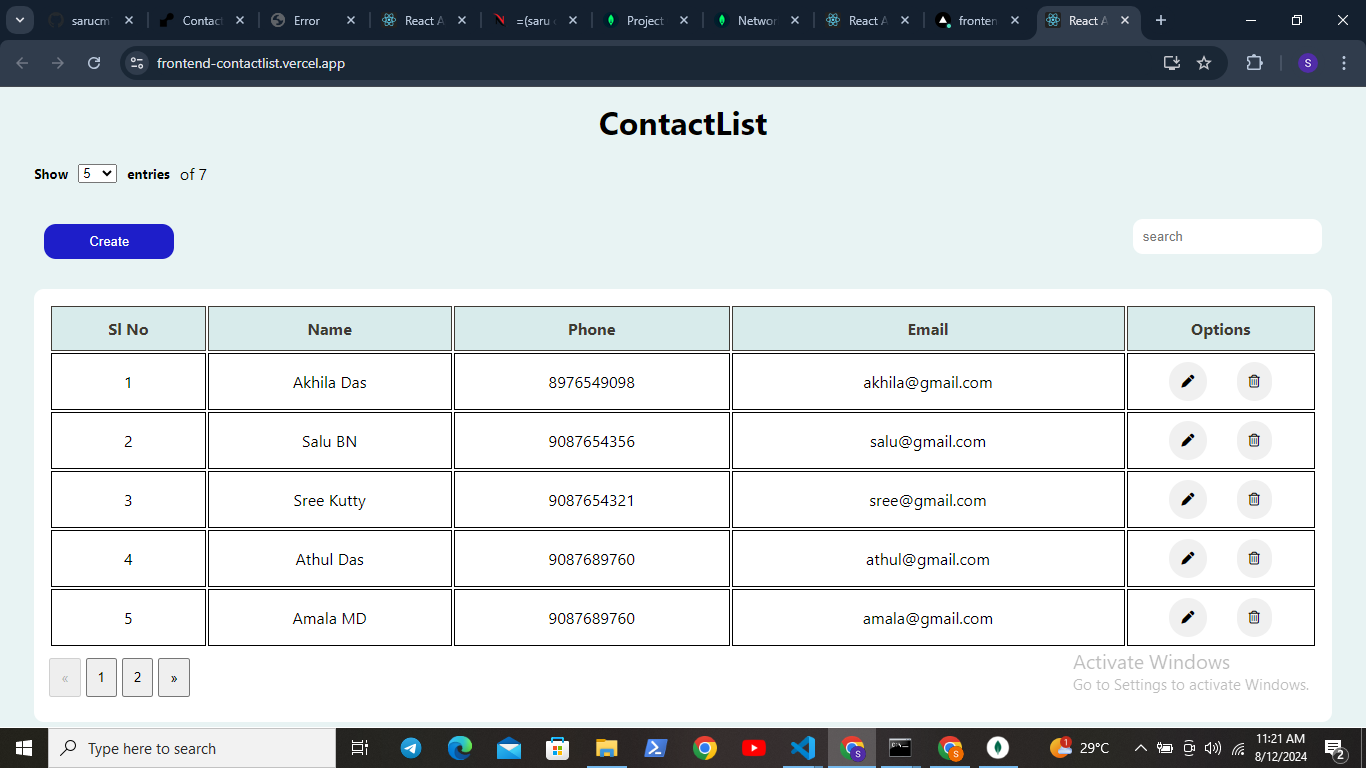 sarucm
Contact
Error
React A
=(saru e
Project
Networ
React A
fronten
React A
frontend-contactlist.vercel.app
S
ContactList
Show 5 entries of 7
Create
search
Sl No Name Phone Email Options
1 Akhila Das 8976549098 akhila@gmail.com
2 Salu BN 9087654356 salu@gmail.com
3 Sree Kutty 9087654321 sree@gmail.com
4 Athul Das 9087689760 athul@gmail.com
5 Amala MD 9087689760 amala@gmail.com
« 1 2 »
Activate Windows
Go to Settings to activate Windows.
Type here to search
S
S
1
29°C
11:21 AM
8/12/2024
2